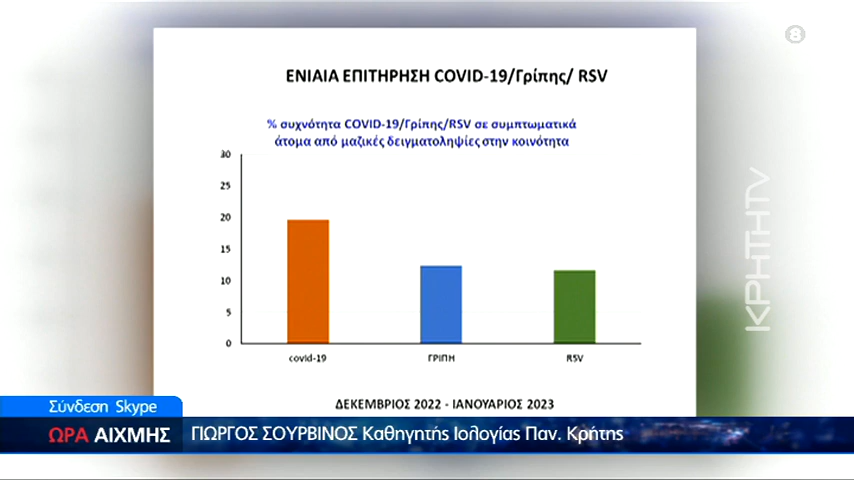 8
ΕΝΙΑΙΑ ΕΠΙΤΗΡΗΣΗ COVID-19/Γρίπης/ RSV
% συχνότητα COVID-19/Γρίπης/RSV σε συμπτωματικά
άτομα από μαζικές δειγματοληψίες στην κοινότητα
30
25
20
15
10
5
0
covid-19 ΓΡΙΠΗ RSV
ΔΕΚΕΜΒΡΙΟΣ 2022 - ΙΑΝΟΥΑΡΙΟΣ 2023
ΚΡΗΤΗTV
Σύνδεση Skype
ΩΡΑ ΑΙΧΜΗΣ ΓΙΩΡΓΟΣ ΣΟΥΡΒΙΝΟΣ Καθηγητής Ιολογίας Παν. Κρήτης